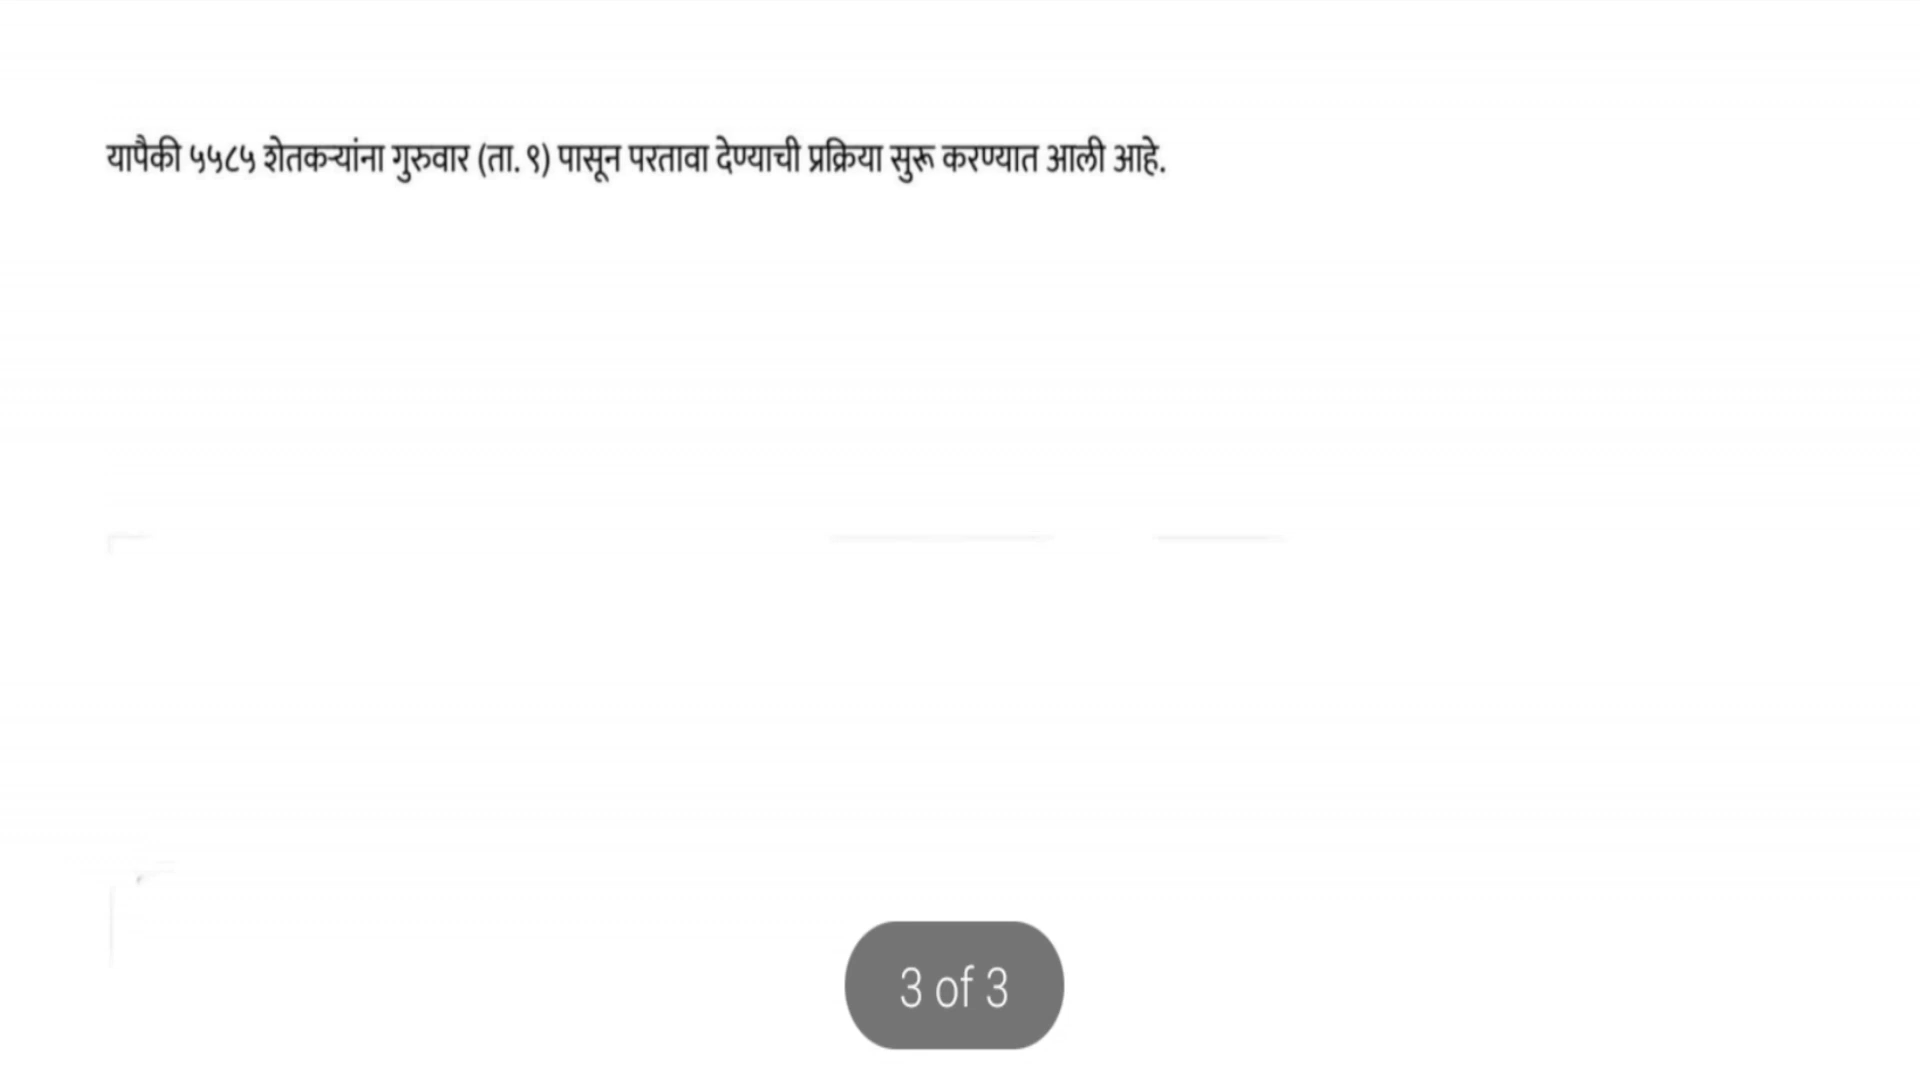 यापैकी ५५८५ शेतकऱ्यांना गुरुवार (ता. ९) पासून परतावा देण्याची प्रक्रिया सुरू करण्यात आली आहे.
3 of 3